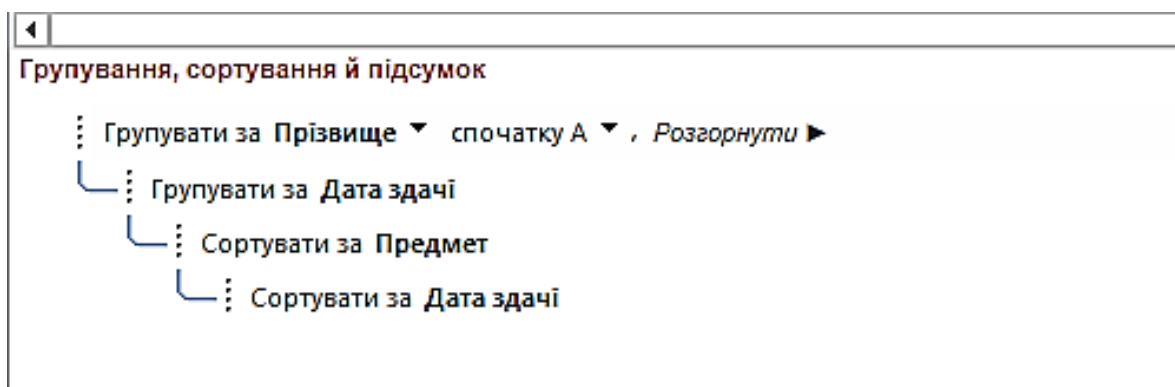 Групування, сортування й підсумок
Групувати за Прізвище спочатку А , Розгорнути
Групувати за Дата здачі
Сортувати за Предмет
Сортувати за Дата здачі